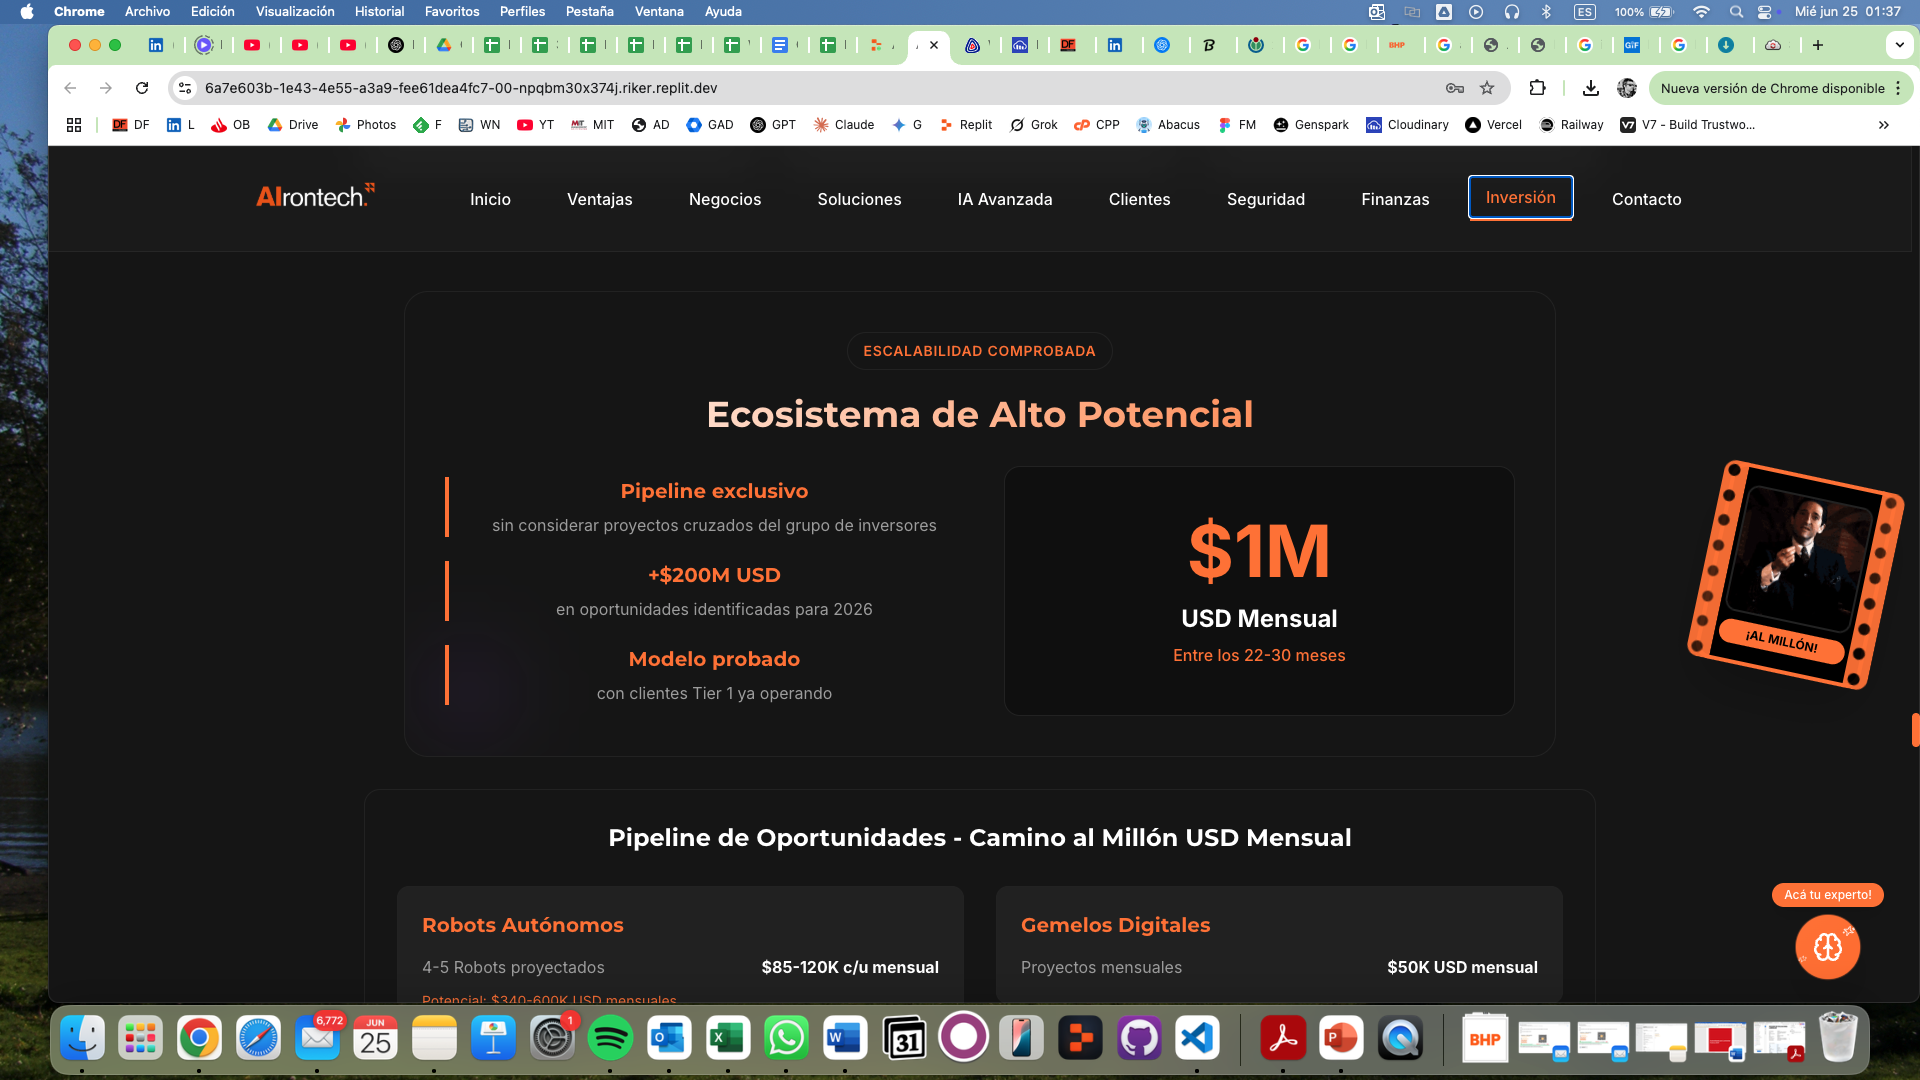 Chrome Archivo Edición Visualización Historial Favoritos Perfiles Pestaña Ventana Ayuda ES 100% Mié jun 25 01:37
6a7e603b-1e43-4e55-a3a9-fee61dea4fc7-00-npqbm30x374j.riker.replit.dev Nueva versión de Chrome disponible
DF L OB Drive Photos F WN YT MIT AD GAD GPT Claude G Replit Grok CPP Abacus FM Genspark Cloudinary Vercel Railway V7 - Build Trustwo...
AIrontech. Inicio Ventajas Negocios Soluciones IA Avanzada Clientes Seguridad Finanzas Inversión Contacto
ESCALABILIDAD COMPROBADA
Ecosistema de Alto Potencial
Pipeline exclusivo
sin considerar proyectos cruzados del grupo de inversores
+$200M USD
en oportunidades identificadas para 2026
Modelo probado
con clientes Tier 1 ya operando
$1M
USD Mensual
Entre los 22-30 meses
¡AL MILLÓN!
Pipeline de Oportunidades - Camino al Millón USD Mensual
Robots Autónomos
4-5 Robots proyectados $85-120K c/u mensual
Potencial: $340-600K USD mensuales
Gemelos Digitales
Proyectos mensuales $50K USD mensual
Acá tu experto!
6,772
JUN
25
1
31
BHP